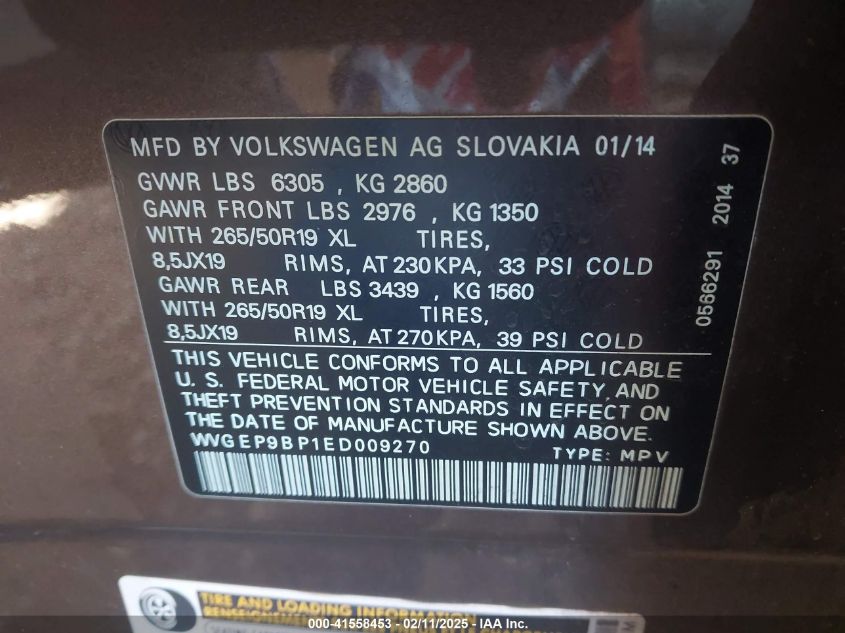 MFD BY VOLKSWAGEN AG SLOVAKIA 01/14
GVWR LBS 6305 , KG 2860
GAWR FRONT LBS 2976 , KG 1350
WITH 265/50R19 XL TIRES,
8,5JX19 RIMS, AT 230KPA, 33 PSI COLD
GAWR REAR LBS 3439 , KG 1560
WITH 265/50R19 XL TIRES,
8,5JX19 RIMS, AT 270KPA, 39 PSI COLD
THIS VEHICLE CONFORMS TO ALL APPLICABLE
U. S. FEDERAL MOTOR VEHICLE SAFETY, AND
THEFT PREVENTION STANDARDS IN EFFECT ON
THE DATE OF MANUFACTURE SHOWN ABOVE.
WVGEP9BP1ED009270 TYPE: MPV
0566291 2014 37
TIRE AND LOADING INFORMATION
000-41558453 - 02/11/2025 - IAA Inc.